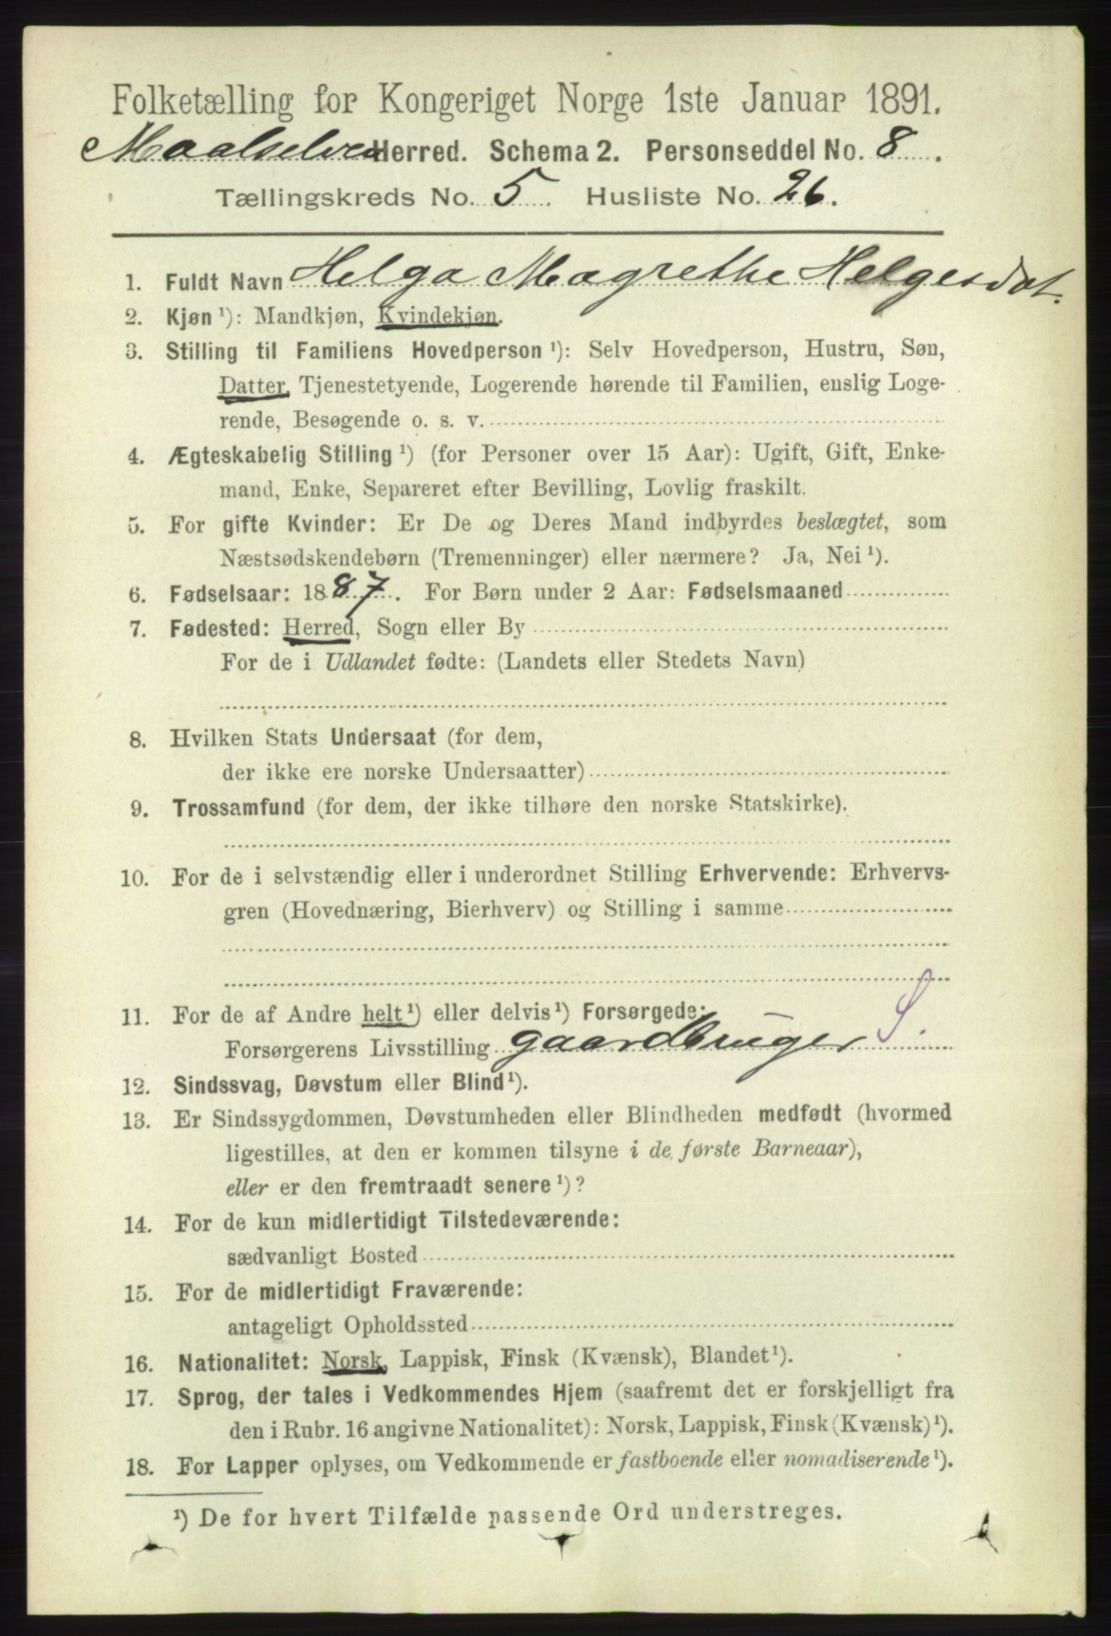 Folketælling for Kongeriget Norge 1ste Januar 1891.
Maalselven Herred. Schema 2. Personseddel No. 8.
Tællingskreds No. 5. Husliste No. 26.
1. Fuldt Navn Helga Magrethe Helgesdat.
2. Kjøn ¹): Mandkjøn, Kvindekjøn.
3. Stilling til Familiens Hovedperson ¹): Selv Hovedperson, Hustru, Søn,
Datter, Tjenestetyende, Logerende hørende til Familien, enslig Loge-
rende, Besøgende o. s. v.
4. Ægteskabelig Stilling ¹) (for Personer over 15 Aar): Ugift, Gift, Enke-
mand, Enke, Separeret efter Bevilling, Lovlig fraskilt.
5. For gifte Kvinder: Er De og Deres Mand indbyrdes beslægtet, som
Næstsødskendebørn (Tremenninger) eller nærmere? Ja, Nei ¹).
6. Fødselsaar: 1887. For Børn under 2 Aar: Fødselsmaaned
7. Fødested: Herred, Sogn eller By
For de i Udlandet fødte: (Landets eller Stedets Navn)
8. Hvilken Stats Undersaat (for dem,
der ikke ere norske Undersaatter)
9. Trossamfund (for dem, der ikke tilhøre den norske Statskirke).
10. For de i selvstændig eller i underordnet Stilling Erhvervende: Erhvervs-
gren (Hovednæring, Bierhverv) og Stilling i samme
11. For de af Andre helt ¹) eller delvis ¹) Forsørgede:
Forsørgerens Livsstilling gaardbruger S.
12. Sindssvag, Døvstum eller Blind ¹).
13. Er Sindssygdommen, Døvstumheden eller Blindheden medfødt (hvormed
ligestilles, at den er kommen tilsyne i de første Barneaar),
eller er den fremtraadt senere ¹)?
14. For de kun midlertidigt Tilstedeværende:
sædvanligt Bosted
15. For de midlertidigt Fraværende:
antageligt Opholdssted
16. Nationalitet: Norsk, Lappisk, Finsk (Kvænsk), Blandet ¹).
17. Sprog, der tales i Vedkommendes Hjem (saafremt det er forskjelligt fra
den i Rubr. 16 angivne Nationalitet): Norsk, Lappisk, Finsk (Kvænsk) ¹).
18. For Lapper oplyses, om Vedkommende er fastboende eller nomadiserende ¹).
¹) De for hvert Tilfælde passende Ord understreges.